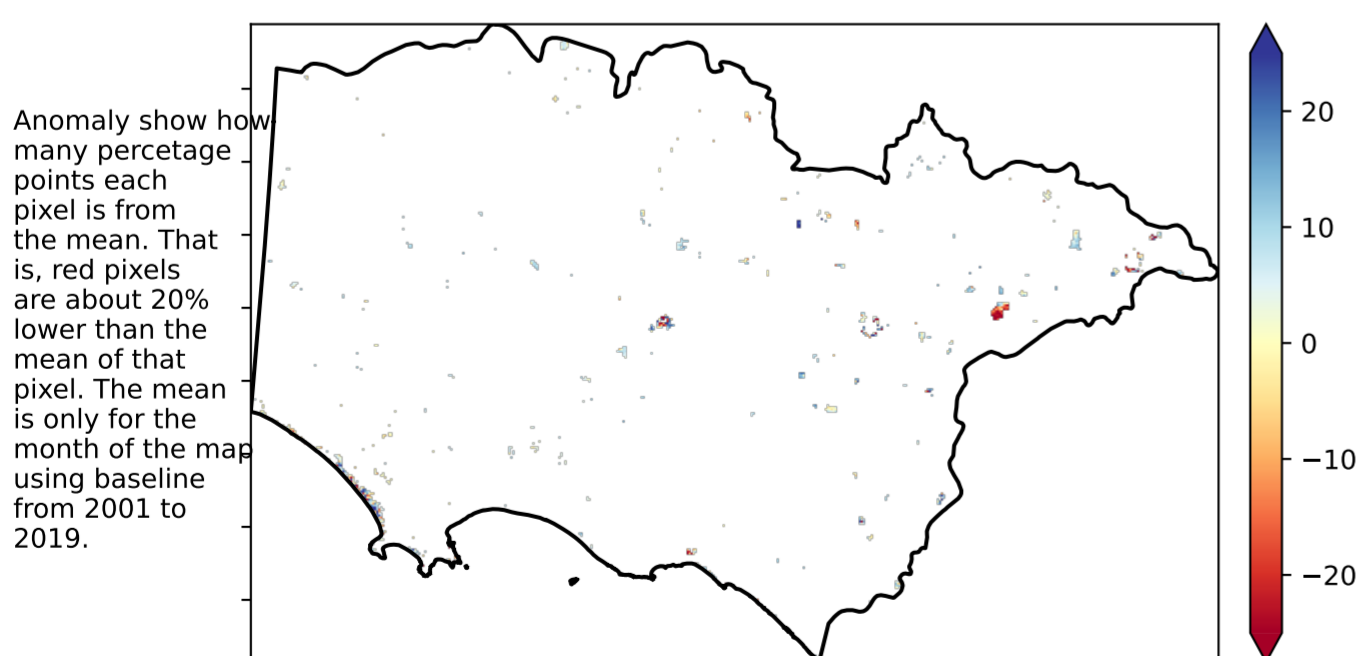 Anomaly show how
many percetage
points each
pixel is from
the mean. That
is, red pixels
are about 20%
lower than the
mean of that
pixel. The mean
is only for the
month of the map
using baseline
from 2001 to
2019.
20
10
0
−10
−20